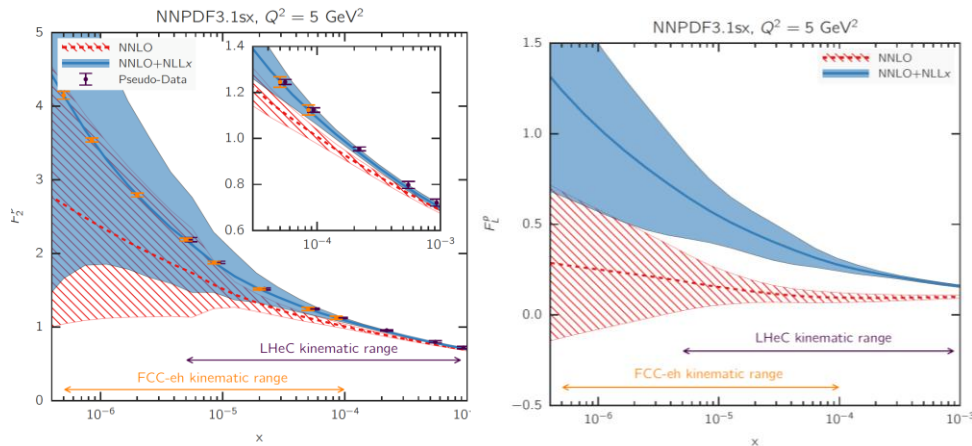 NNPDF3.1sx, Q² = 5 GeV²
NNLO
NNLO+NLLx
Pseudo-Data
F₂ᵖ
5
4
3
2
1
0
1.4
1.2
1.0
0.8
0.6
10⁻⁴
10⁻³
LHeC kinematic range
FCC-eh kinematic range
10⁻⁶
10⁻⁵
10⁻⁴
10⁻³
x
NNPDF3.1sx, Q² = 5 GeV²
NNLO
NNLO+NLLx
F_L^p
1.5
1.0
0.5
0.0
−0.5
LHeC kinematic range
FCC-eh kinematic range
10⁻⁶
10⁻⁵
10⁻⁴
10⁻³
x